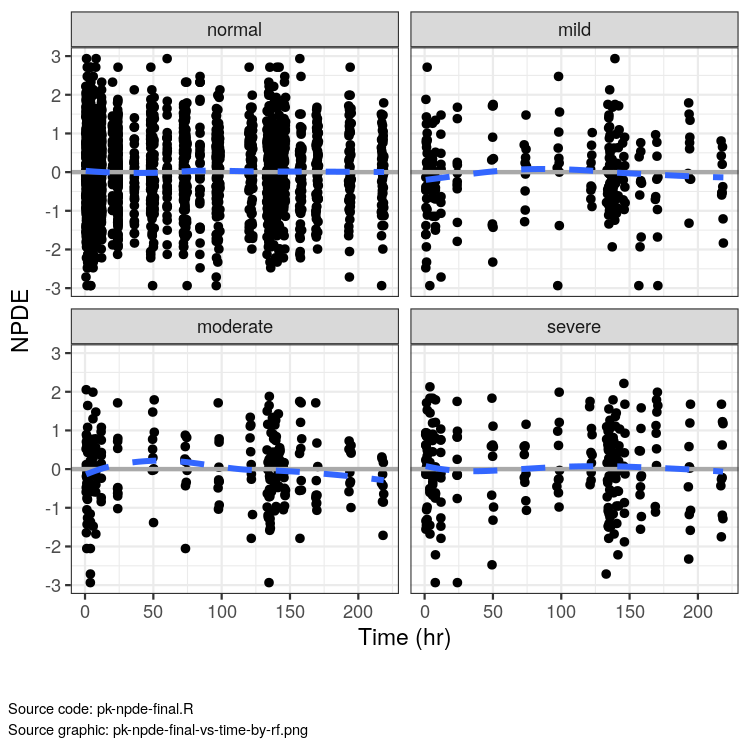 normal
mild
3
2
1
0
-1
-2
-3
moderate
severe
3
2
1
0
-1
-2
-3
0 50 100 150 200
0 50 100 150 200
NPDE
Time (hr)
Source code: pk-npde-final.R
Source graphic: pk-npde-final-vs-time-by-rf.png